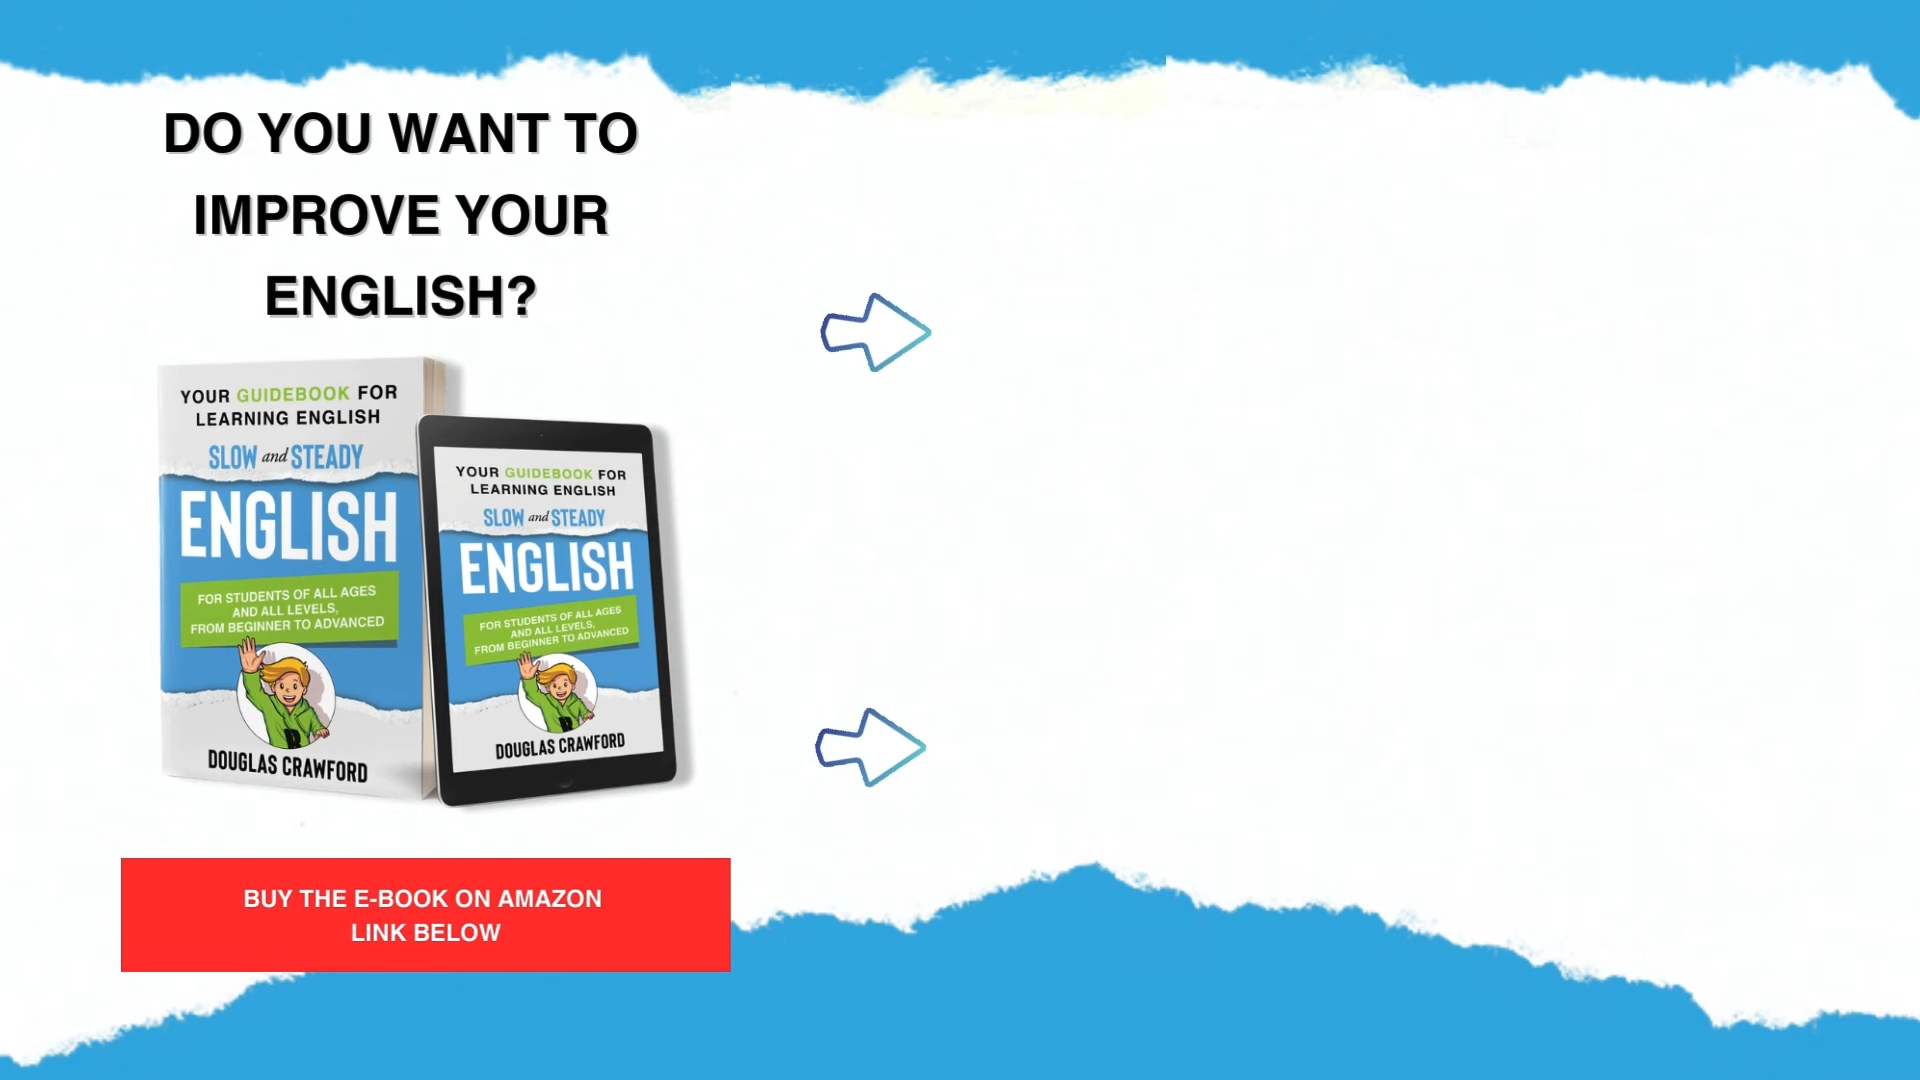 DO YOU WANT TO
IMPROVE YOUR
ENGLISH?
YOUR GUIDEBOOK FOR
LEARNING ENGLISH
SLOW and STEADY
ENGLISH
FOR STUDENTS OF ALL AGES
AND ALL LEVELS,
FROM BEGINNER TO ADVANCED
DOUGLAS CRAWFORD
YOUR GUIDEBOOK FOR
LEARNING ENGLISH
SLOW and STEADY
ENGLISH
FOR STUDENTS OF ALL AGES
AND ALL LEVELS,
FROM BEGINNER TO ADVANCED
DOUGLAS CRAWFORD
BUY THE E-BOOK ON AMAZON
LINK BELOW